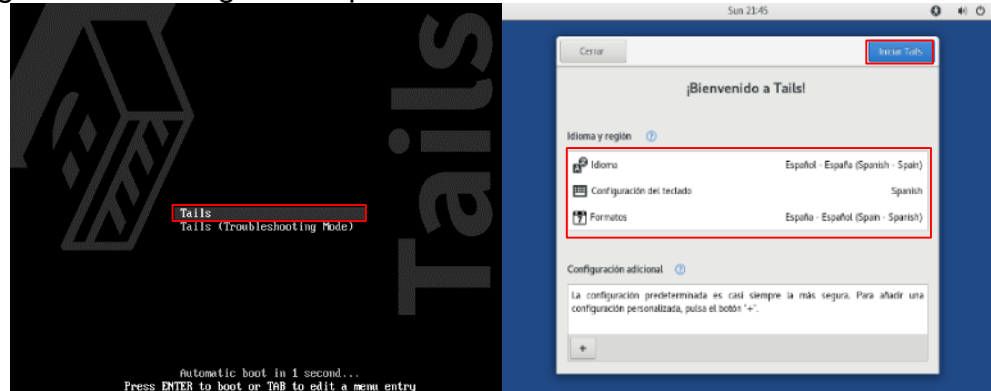 Tails
Tails
Tails (Troubleshooting Mode)
Automatic boot in 1 second...
Press ENTER to boot or TAB to edit a menu entry
Sun 21:45
Cerrar
Iniciar Tails
¡Bienvenido a Tails!
Idioma y región
Idioma
Español - España (Spanish - Spain)
Configuración del teclado
Spanish
Formatos
España - Español (Spain - Spanish)
Configuración adicional
La configuración predeterminada es casi siempre la más segura. Para añadir una
configuración personalizada, pulsa el botón "+".
+